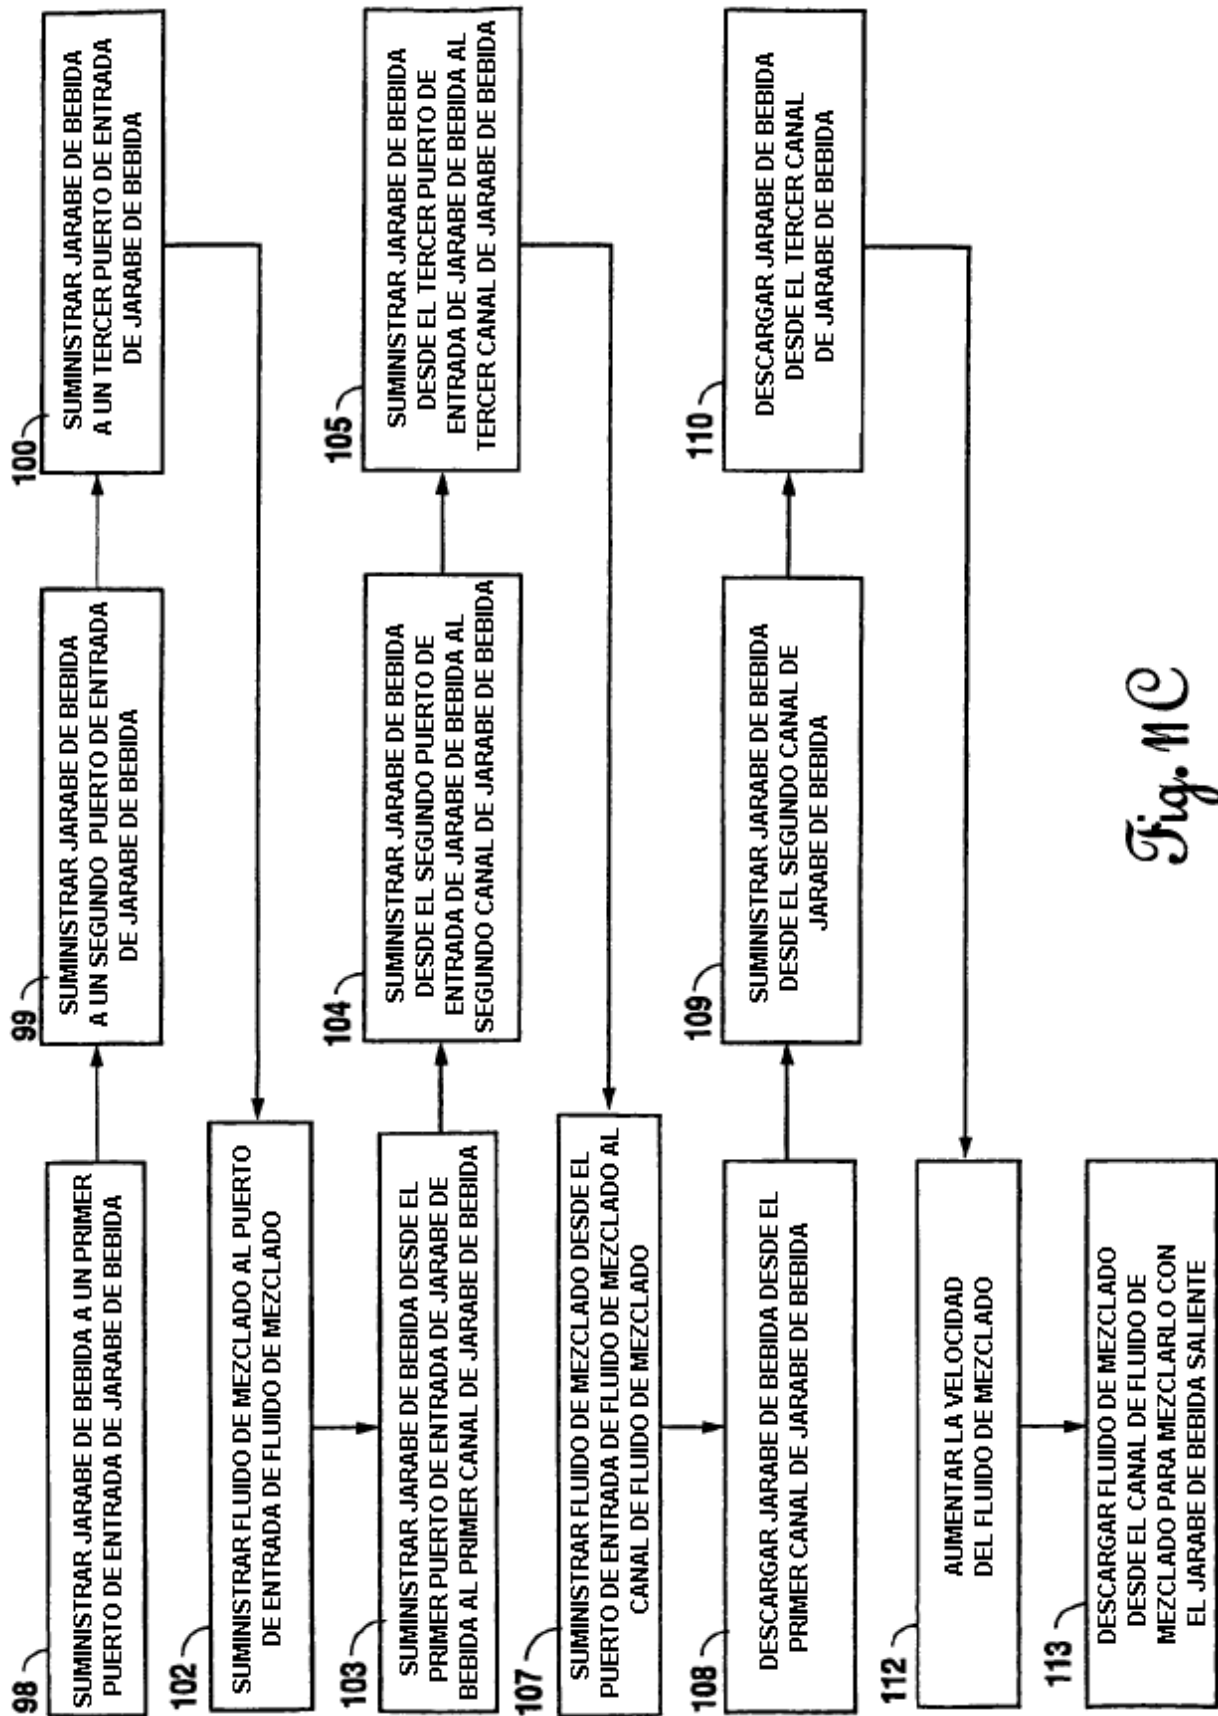 98
SUMINISTRAR JARABE DE BEBIDA A UN PRIMER
PUERTO DE ENTRADA DE JARABE DE BEBIDA
99
SUMINISTRAR JARABE DE BEBIDA
A UN SEGUNDO PUERTO DE ENTRADA
DE JARABE DE BEBIDA
100
SUMINISTRAR JARABE DE BEBIDA
A UN TERCER PUERTO DE ENTRADA
DE JARABE DE BEBIDA
102
SUMINISTRAR FLUIDO DE MEZCLADO AL PUERTO
DE ENTRADA DE FLUIDO DE MEZCLADO
103
SUMINISTRAR JARABE DE BEBIDA DESDE EL
PRIMER PUERTO DE ENTRADA DE JARABE DE
BEBIDA AL PRIMER CANAL DE JARABE DE BEBIDA
104
SUMINISTRAR JARABE DE BEBIDA
DESDE EL SEGUNDO PUERTO DE
ENTRADA DE JARABE DE BEBIDA AL
SEGUNDO CANAL DE JARABE DE BEBIDA
105
SUMINISTRAR JARABE DE BEBIDA
DESDE EL TERCER PUERTO DE
ENTRADA DE JARABE DE BEBIDA AL
TERCER CANAL DE JARABE DE BEBIDA
107
SUMINISTRAR FLUIDO DE MEZCLADO DESDE EL
PUERTO DE ENTRADA DE FLUIDO DE MEZCLADO AL
CANAL DE FLUIDO DE MEZCLADO
108
DESCARGAR JARABE DE BEBIDA DESDE EL
PRIMER CANAL DE JARABE DE BEBIDA
109
SUMINISTRAR JARABE DE BEBIDA
DESDE EL SEGUNDO CANAL DE
JARABE DE BEBIDA
110
DESCARGAR JARABE DE BEBIDA
DESDE EL TERCER CANAL
DE JARABE DE BEBIDA
112
AUMENTAR LA VELOCIDAD
DEL FLUIDO DE MEZCLADO
113
DESCARGAR FLUIDO DE MEZCLADO
DESDE EL CANAL DE FLUIDO DE
MEZCLADO PARA MEZCLARLO CON
EL JARABE DE BEBIDA SALIENTE
Fig. 11C